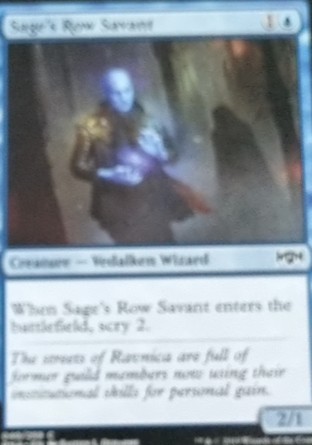 Sage's Row Savant 1
Creature — Vedalken Wizard
When Sage's Row Savant enters the
battlefield, scry 2.
The streets of Ravnica are full of
former guild members now using their
institutional skills for personal gain.
2/1